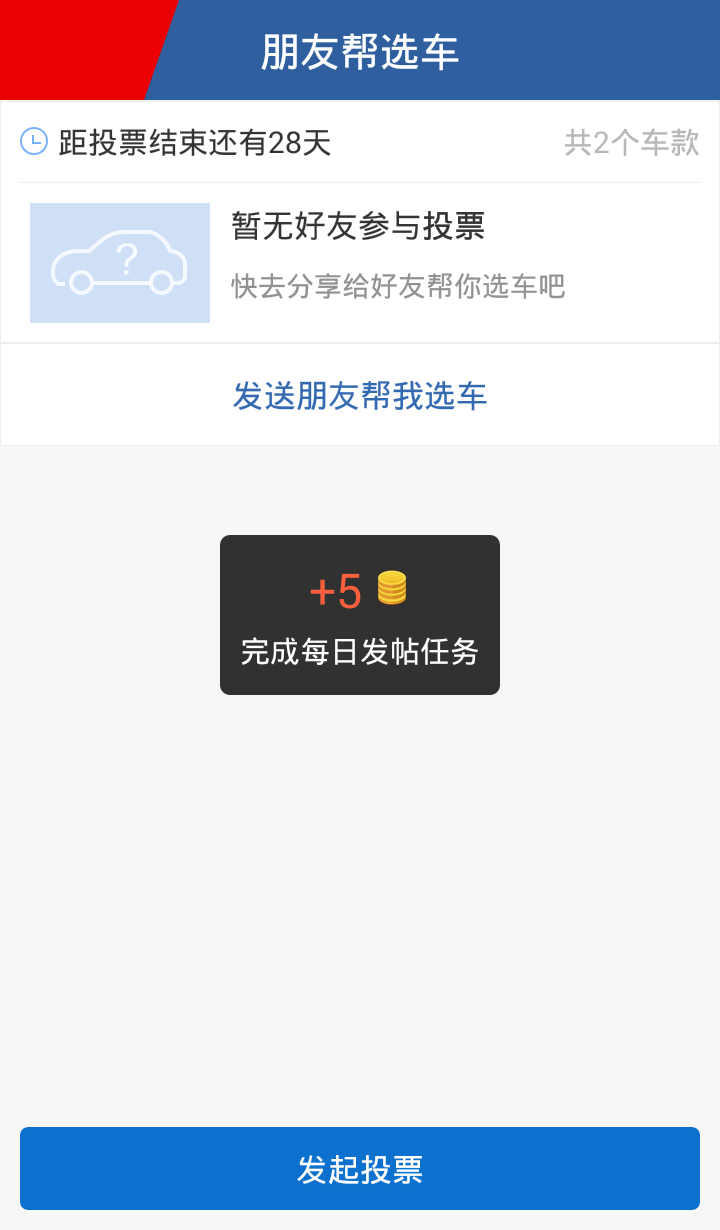 朋友帮选车
距投票结束还有28天
共2个车款
?
暂无好友参与投票
快去分享给好友帮你选车吧
发送朋友帮我选车
+5
完成每日发帖任务
发起投票